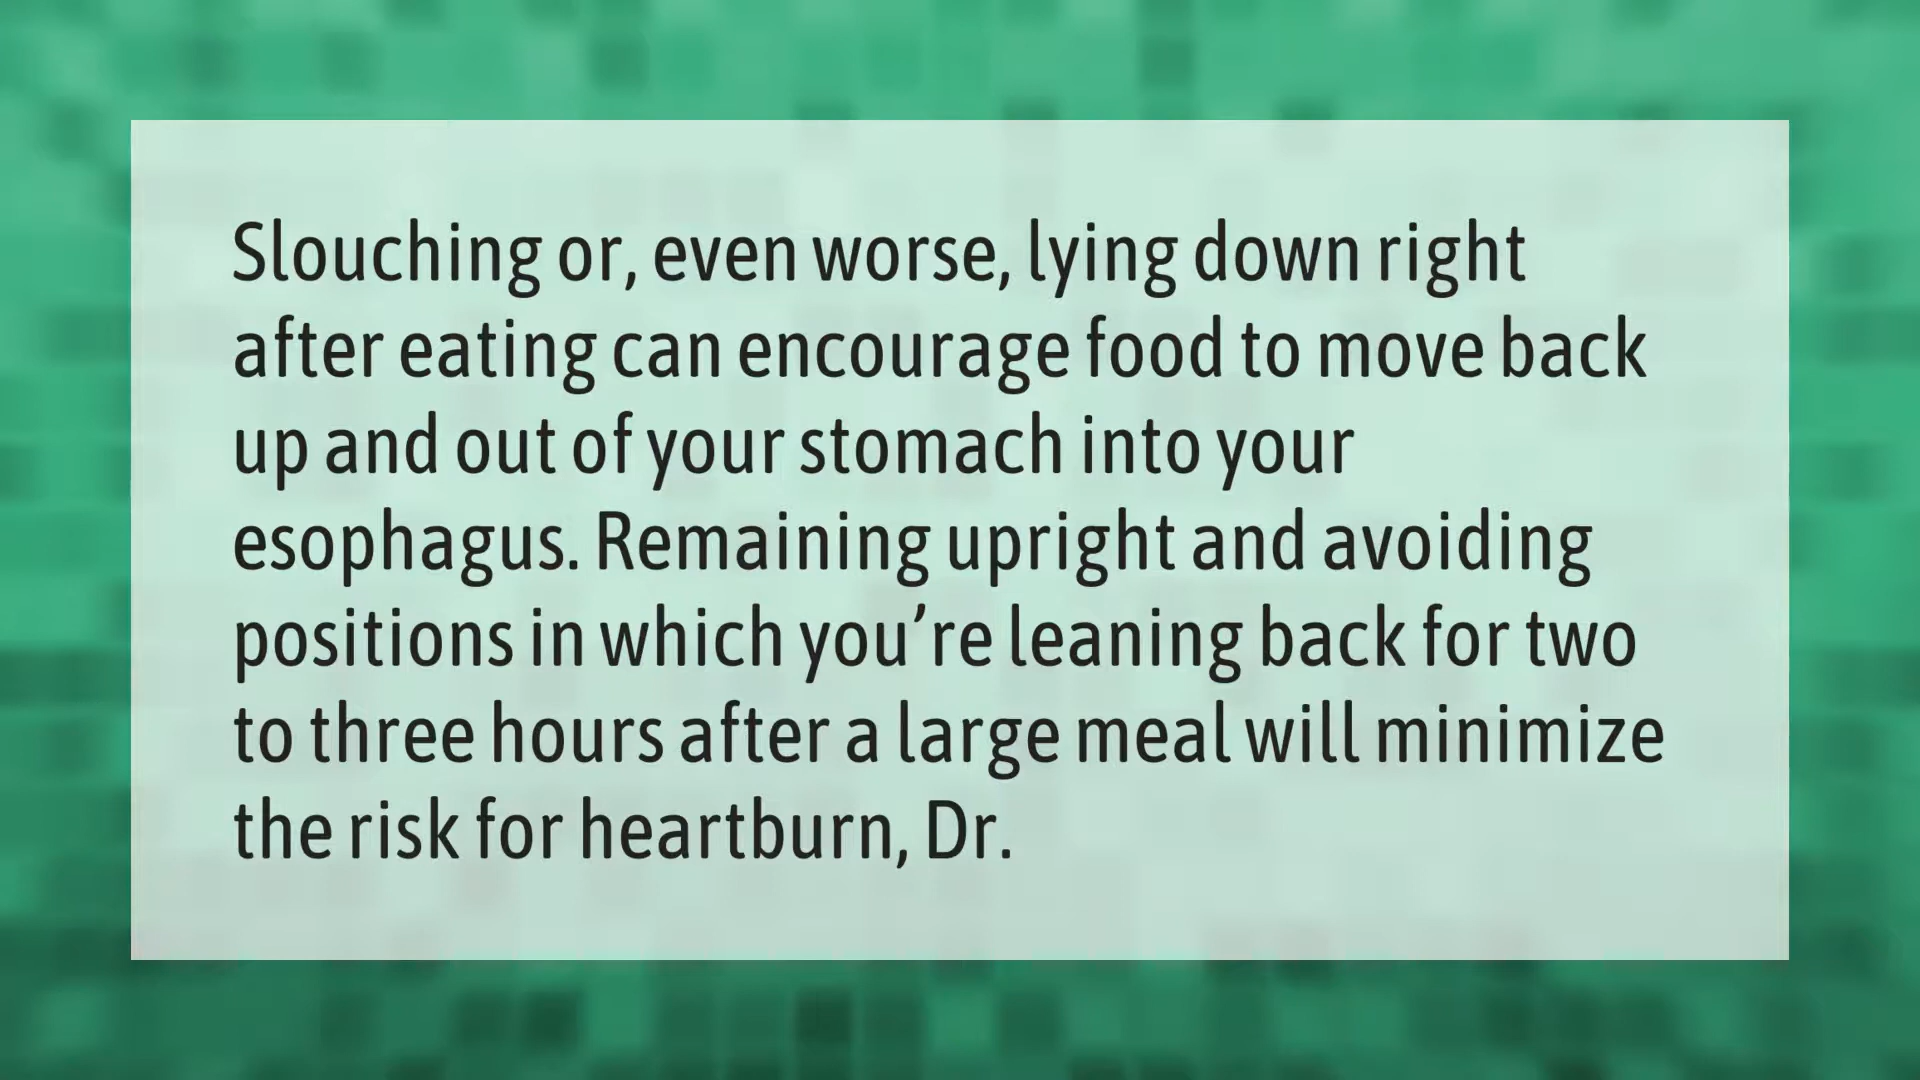 Slouching or, even worse, lying down right
after eating can encourage food to move back
up and out of your stomach into your
esophagus. Remaining upright and avoiding
positions in which you’re leaning back for two
to three hours after a large meal will minimize
the risk for heartburn, Dr.